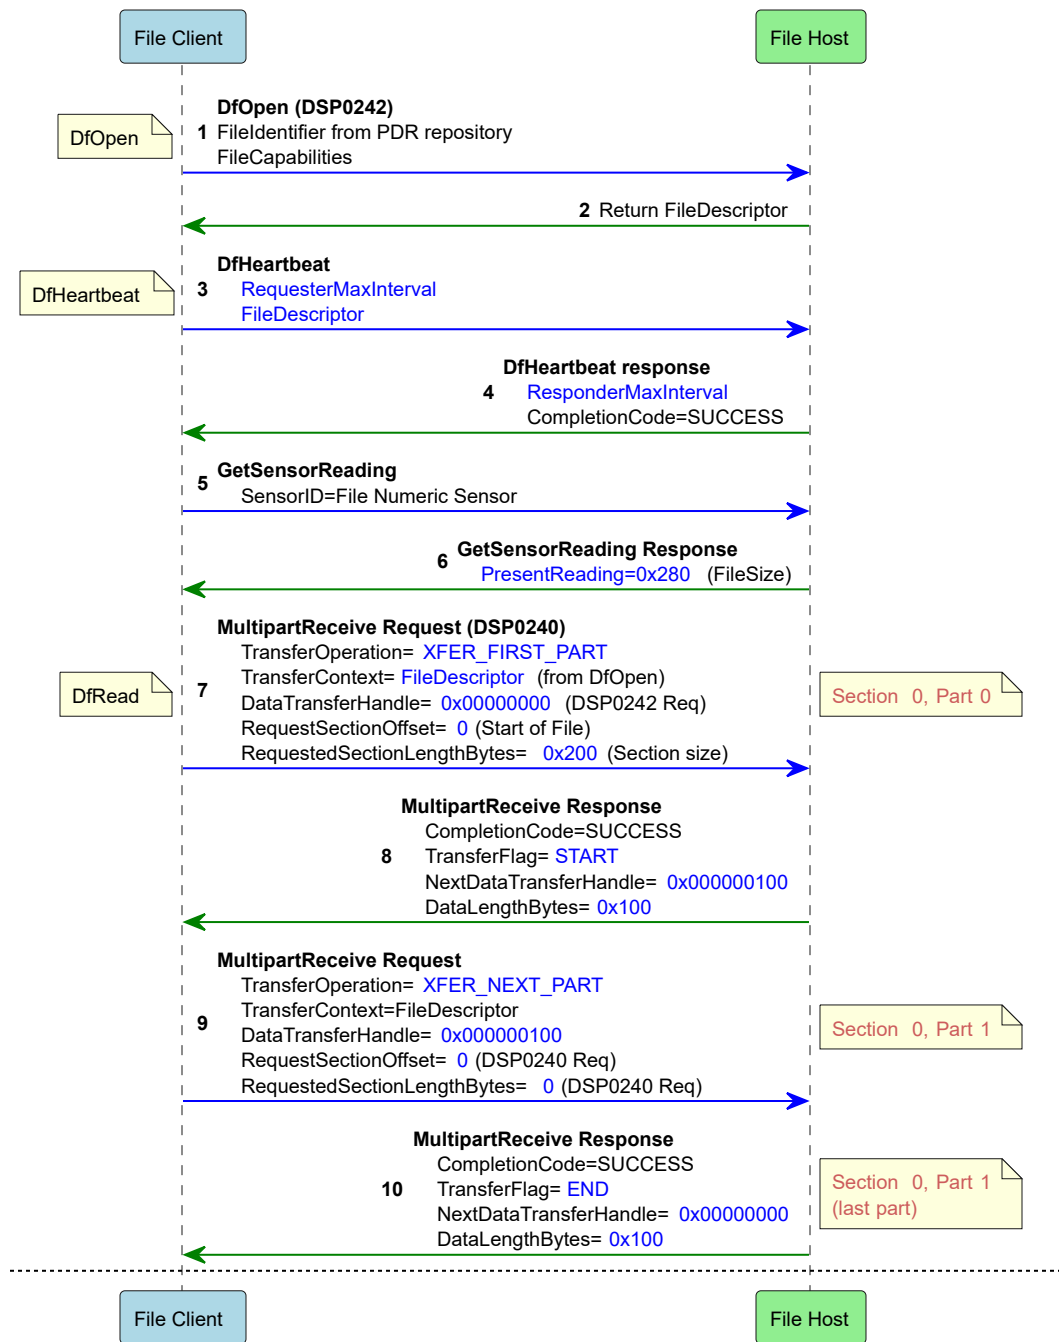 File Client
File Host
DfOpen
DfOpen (DSP0242)
1 FileIdentifier from PDR repository
FileCapabilities
2 Return FileDescriptor
DfHeartbeat
DfHeartbeat
3 RequesterMaxInterval
FileDescriptor
DfHeartbeat response
4 ResponderMaxInterval
CompletionCode=SUCCESS
GetSensorReading
5 SensorID=File Numeric Sensor
GetSensorReading Response
6 PresentReading=0x280 (FileSize)
MultipartReceive Request (DSP0240)
TransferOperation= XFER_FIRST_PART
DfRead
7 TransferContext= FileDescriptor (from DfOpen)
DataTransferHandle= 0x00000000 (DSP0242 Req)
RequestSectionOffset= 0 (Start of File)
RequestedSectionLengthBytes= 0x200 (Section size)
Section 0, Part 0
MultipartReceive Response
CompletionCode=SUCCESS
8 TransferFlag= START
NextDataTransferHandle= 0x000000100
DataLengthBytes= 0x100
MultipartReceive Request
TransferOperation= XFER_NEXT_PART
9 TransferContext=FileDescriptor
DataTransferHandle= 0x000000100
RequestSectionOffset= 0 (DSP0240 Req)
RequestedSectionLengthBytes= 0 (DSP0240 Req)
Section 0, Part 1
MultipartReceive Response
CompletionCode=SUCCESS
10 TransferFlag= END
NextDataTransferHandle= 0x00000000
DataLengthBytes= 0x100
Section 0, Part 1
(last part)
File Client
File Host